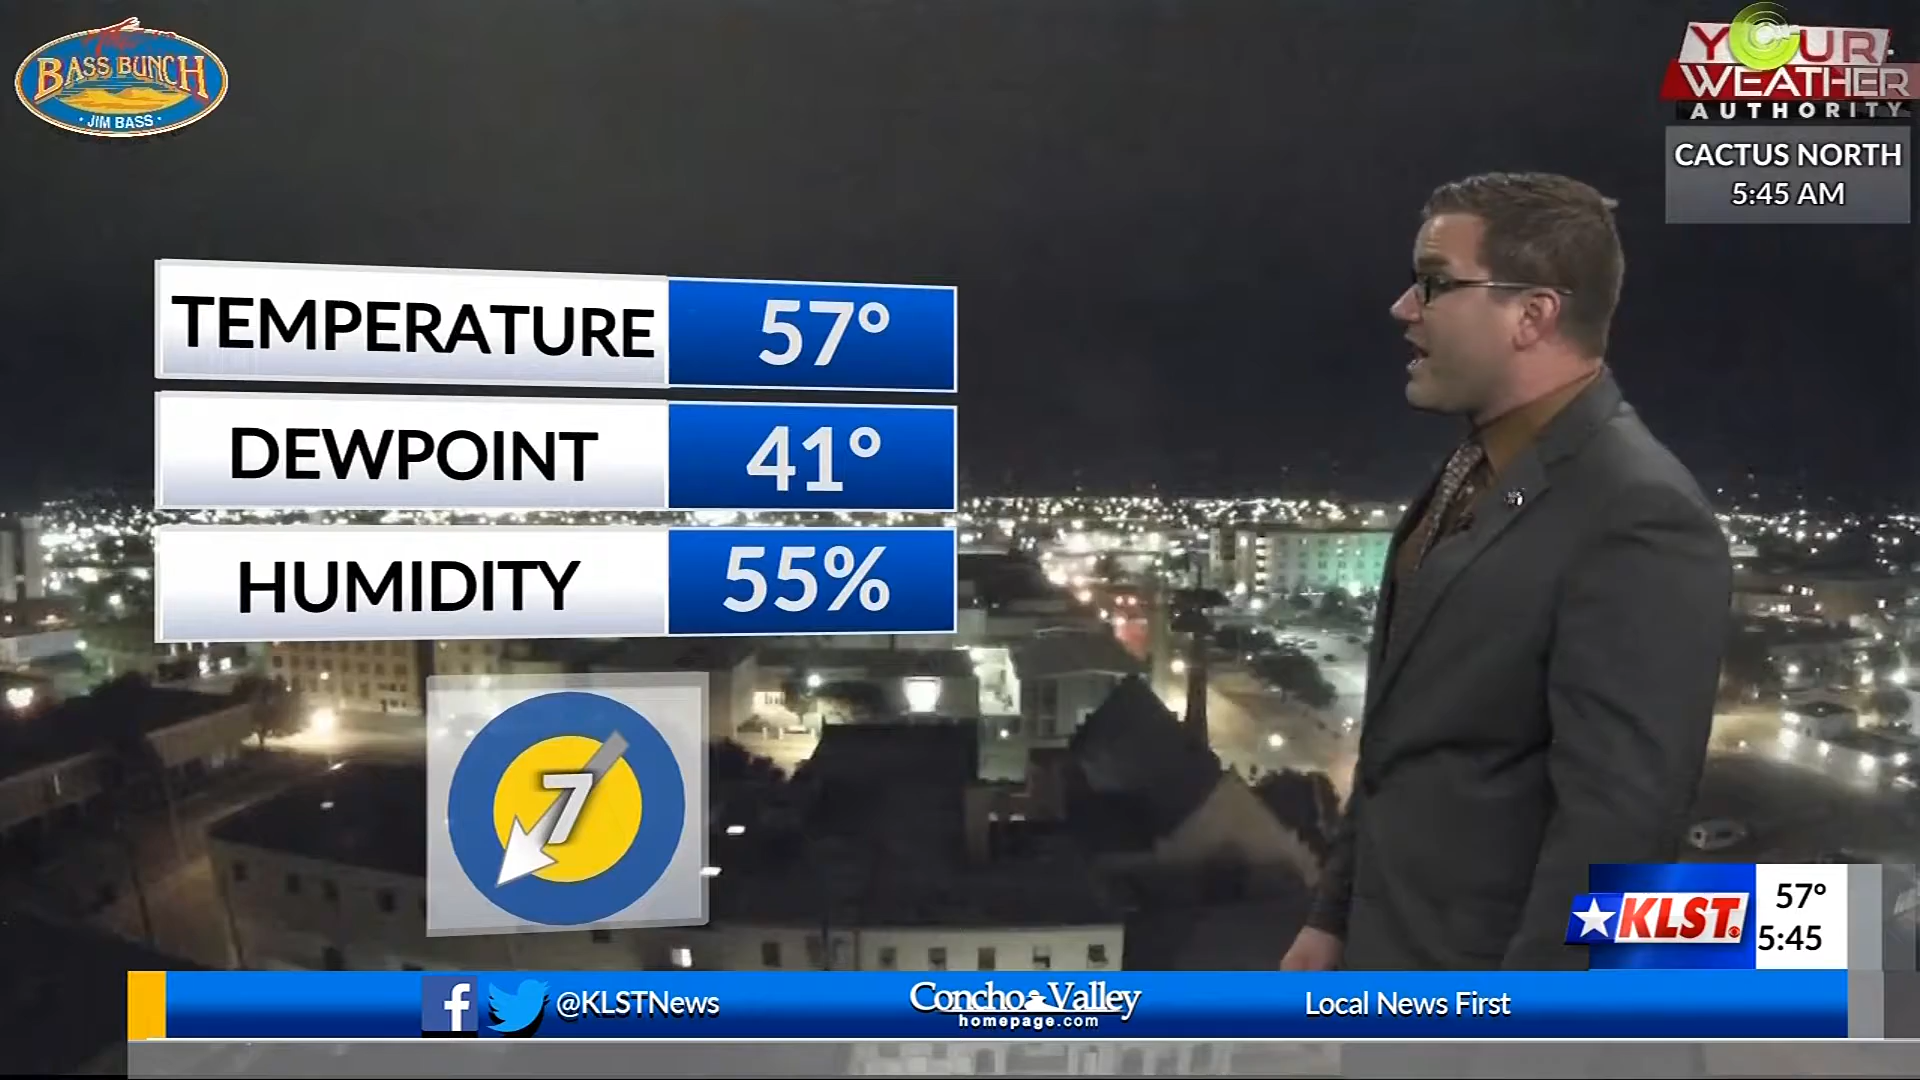 The
BASS BUNCH
· JIM BASS ·
YOUR
WEATHER
AUTHORITY
CACTUS NORTH
5:45 AM
TEMPERATURE 57°
DEWPOINT 41°
HUMIDITY 55%
7
KLST
57°
5:45
f @KLSTNews
Concho Valley
homepage.com
Local News First